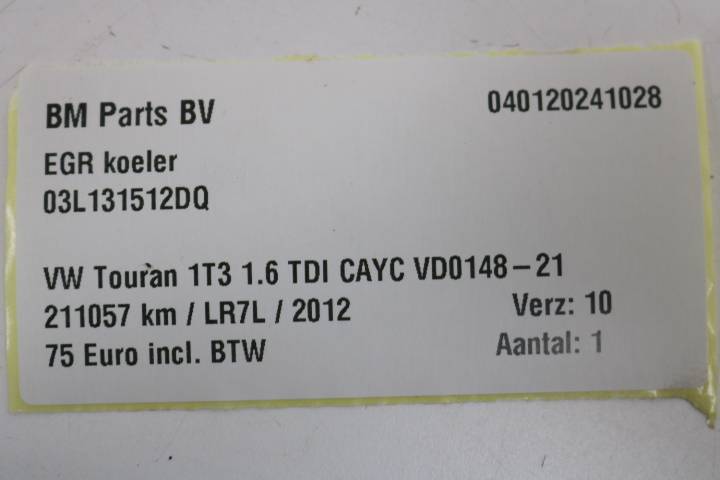 BM Parts BV 040120241028
EGR koeler
03L131512DQ
VW Touran 1T3 1.6 TDI CAYC VD0148-21
211057 km / LR7L / 2012 Verz: 10
75 Euro incl. BTW Aantal: 1